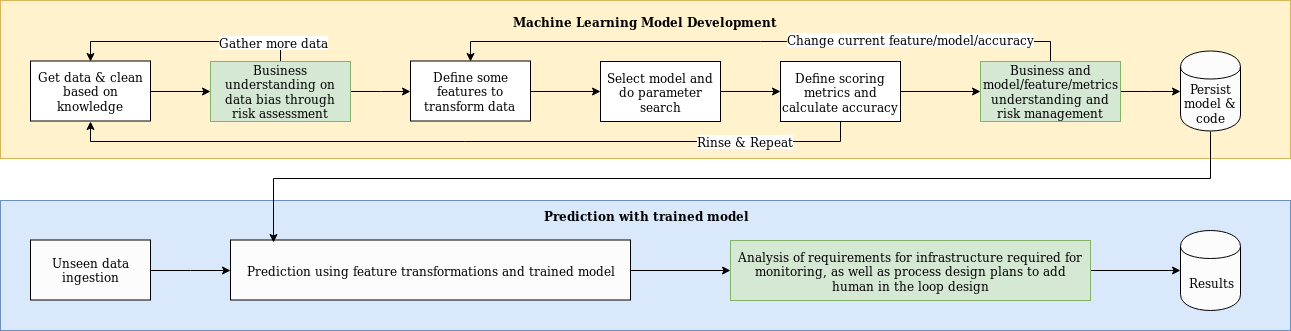 Machine Learning Model Development
Gather more data
Change current feature/model/accuracy
Get data & clean
based on
knowledge
Business
understanding on
data bias through
risk assessment
Define some
features to
transform data
Select model and
do parameter
search
Define scoring
metrics and
calculate accuracy
Business and
model/feature/metrics
understanding and
risk management
Persist
model &
code
Rinse & Repeat
Prediction with trained model
Unseen data
ingestion
Prediction using feature transformations and trained model
Analysis of requirements for infrastructure required for
monitoring, as well as process design plans to add
human in the loop design
Results